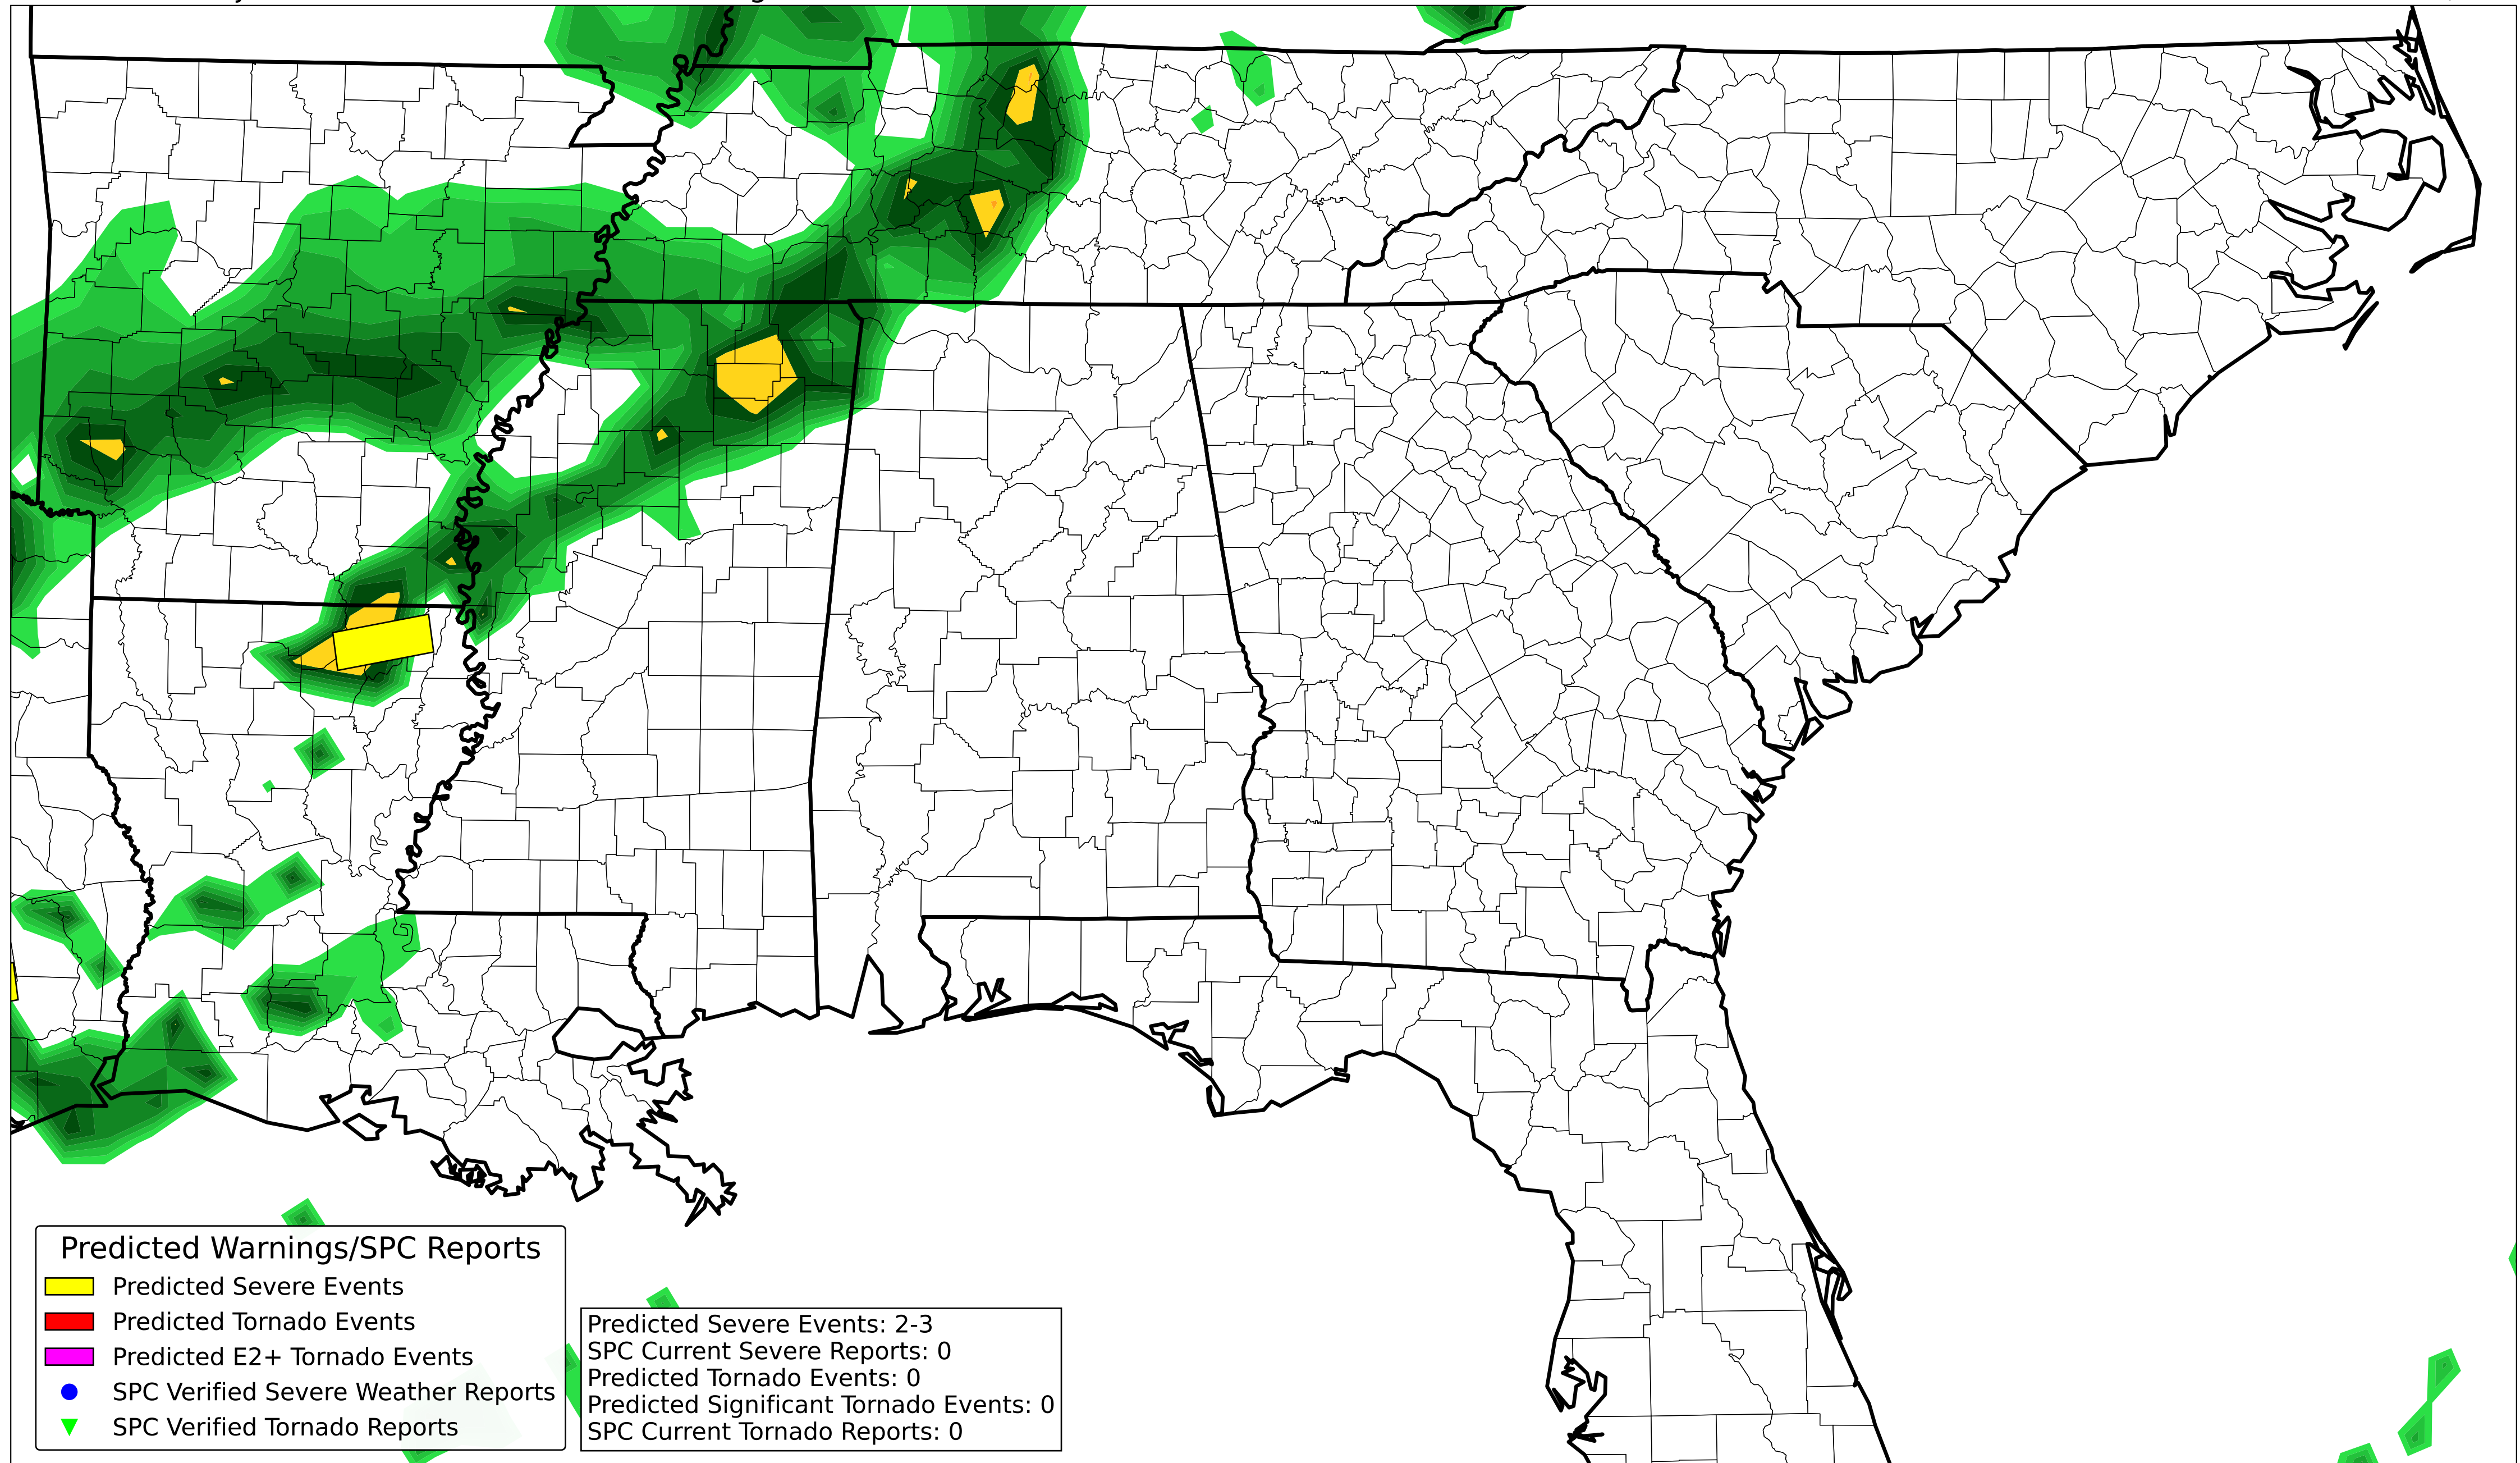 Predicted Warnings/SPC Reports
Predicted Severe Events
Predicted Tornado Events
Predicted E2+ Tornado Events
SPC Verified Severe Weather Reports
SPC Verified Tornado Reports
Predicted Severe Events: 2-3
SPC Current Severe Reports: 0
Predicted Tornado Events: 0
Predicted Significant Tornado Events: 0
SPC Current Tornado Reports: 0